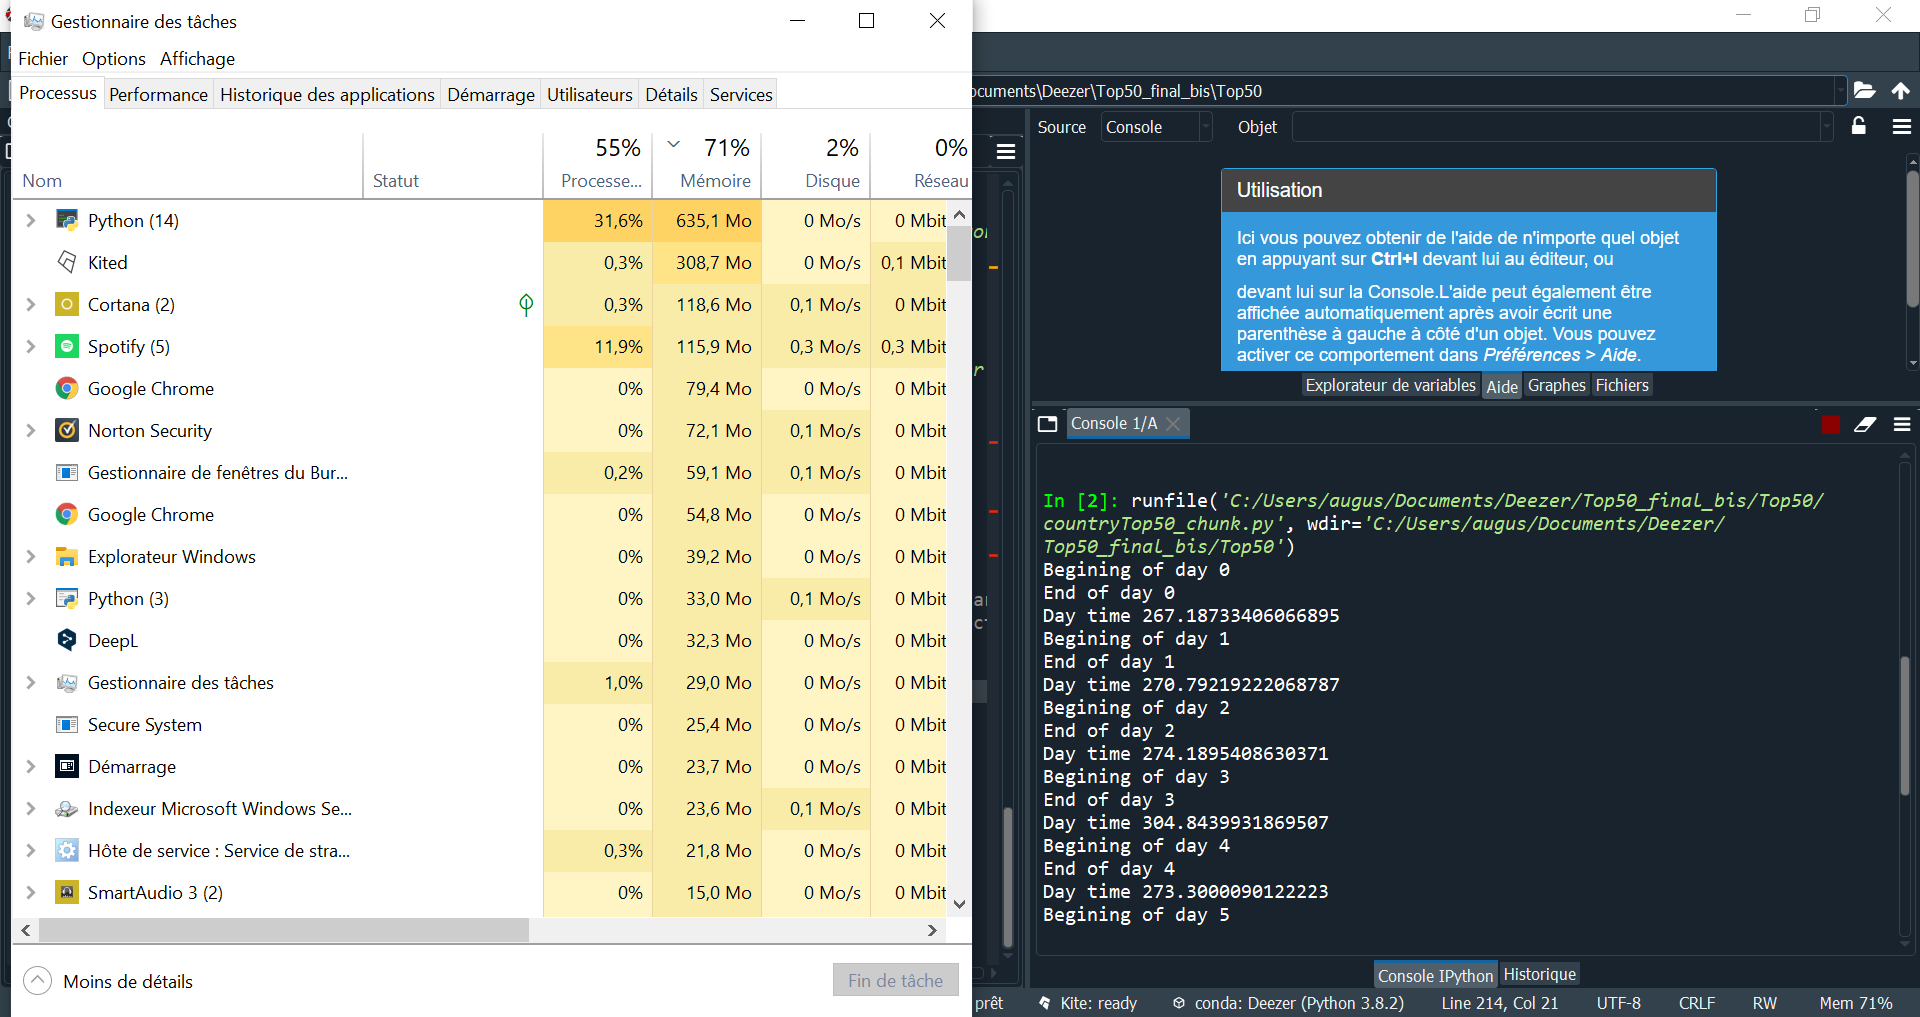 Gestionnaire des tâches
Fichier Options Affichage
Processus Performance Historique des applications Démarrage Utilisateurs Détails Services
55% 71% 2% 0%
Nom Statut Processe... Mémoire Disque Réseau
Python (14) 31,6% 635,1 Mo 0 Mo/s 0 Mbit
Kited 0,3% 308,7 Mo 0 Mo/s 0,1 Mbit
Cortana (2) 0,3% 118,6 Mo 0,1 Mo/s 0 Mbit
Spotify (5) 11,9% 115,9 Mo 0,3 Mo/s 0,3 Mbit
Google Chrome 0% 79,4 Mo 0 Mo/s 0 Mbit
Norton Security 0% 72,1 Mo 0,1 Mo/s 0 Mbit
Gestionnaire de fenêtres du Bur... 0,2% 59,1 Mo 0,1 Mo/s 0 Mbit
Google Chrome 0% 54,8 Mo 0 Mo/s 0 Mbit
Explorateur Windows 0% 39,2 Mo 0 Mo/s 0 Mbit
Python (3) 0% 33,0 Mo 0,1 Mo/s 0 Mbit
DeepL 0% 32,3 Mo 0 Mo/s 0 Mbit
Gestionnaire des tâches 1,0% 29,0 Mo 0 Mo/s 0 Mbit
Secure System 0% 25,4 Mo 0 Mo/s 0 Mbit
Démarrage 0% 23,7 Mo 0 Mo/s 0 Mbit
Indexeur Microsoft Windows Se... 0% 23,6 Mo 0,1 Mo/s 0 Mbit
Hôte de service : Service de stra... 0,3% 21,8 Mo 0 Mo/s 0 Mbit
SmartAudio 3 (2) 0% 15,0 Mo 0 Mo/s 0 Mbit
Moins de détails
Fin de tâche
ocuments\Deezer\Top50_final_bis\Top50
Source Console Objet
Utilisation
Ici vous pouvez obtenir de l'aide de n'importe quel objet
en appuyant sur Ctrl+I devant lui au éditeur, ou
devant lui sur la Console.L'aide peut également être
affichée automatiquement après avoir écrit une
parenthèse à gauche à côté d'un objet. Vous pouvez
activer ce comportement dans Préférences > Aide.
Explorateur de variables Aide Graphes Fichiers
Console 1/A
In [2]: runfile('C:/Users/augus/Documents/Deezer/Top50_final_bis/Top50/
countryTop50_chunk.py', wdir='C:/Users/augus/Documents/Deezer/
Top50_final_bis/Top50')
Begining of day 0
End of day 0
Day time 267.18733406066895
Begining of day 1
End of day 1
Day time 270.79219222068787
Begining of day 2
End of day 2
Day time 274.1895408630371
Begining of day 3
End of day 3
Day time 304.8439931869507
Begining of day 4
End of day 4
Day time 273.3000090122223
Begining of day 5
Console IPython Historique
prêt Kite: ready conda: Deezer (Python 3.8.2) Line 214, Col 21 UTF-8 CRLF RW Mem 71%